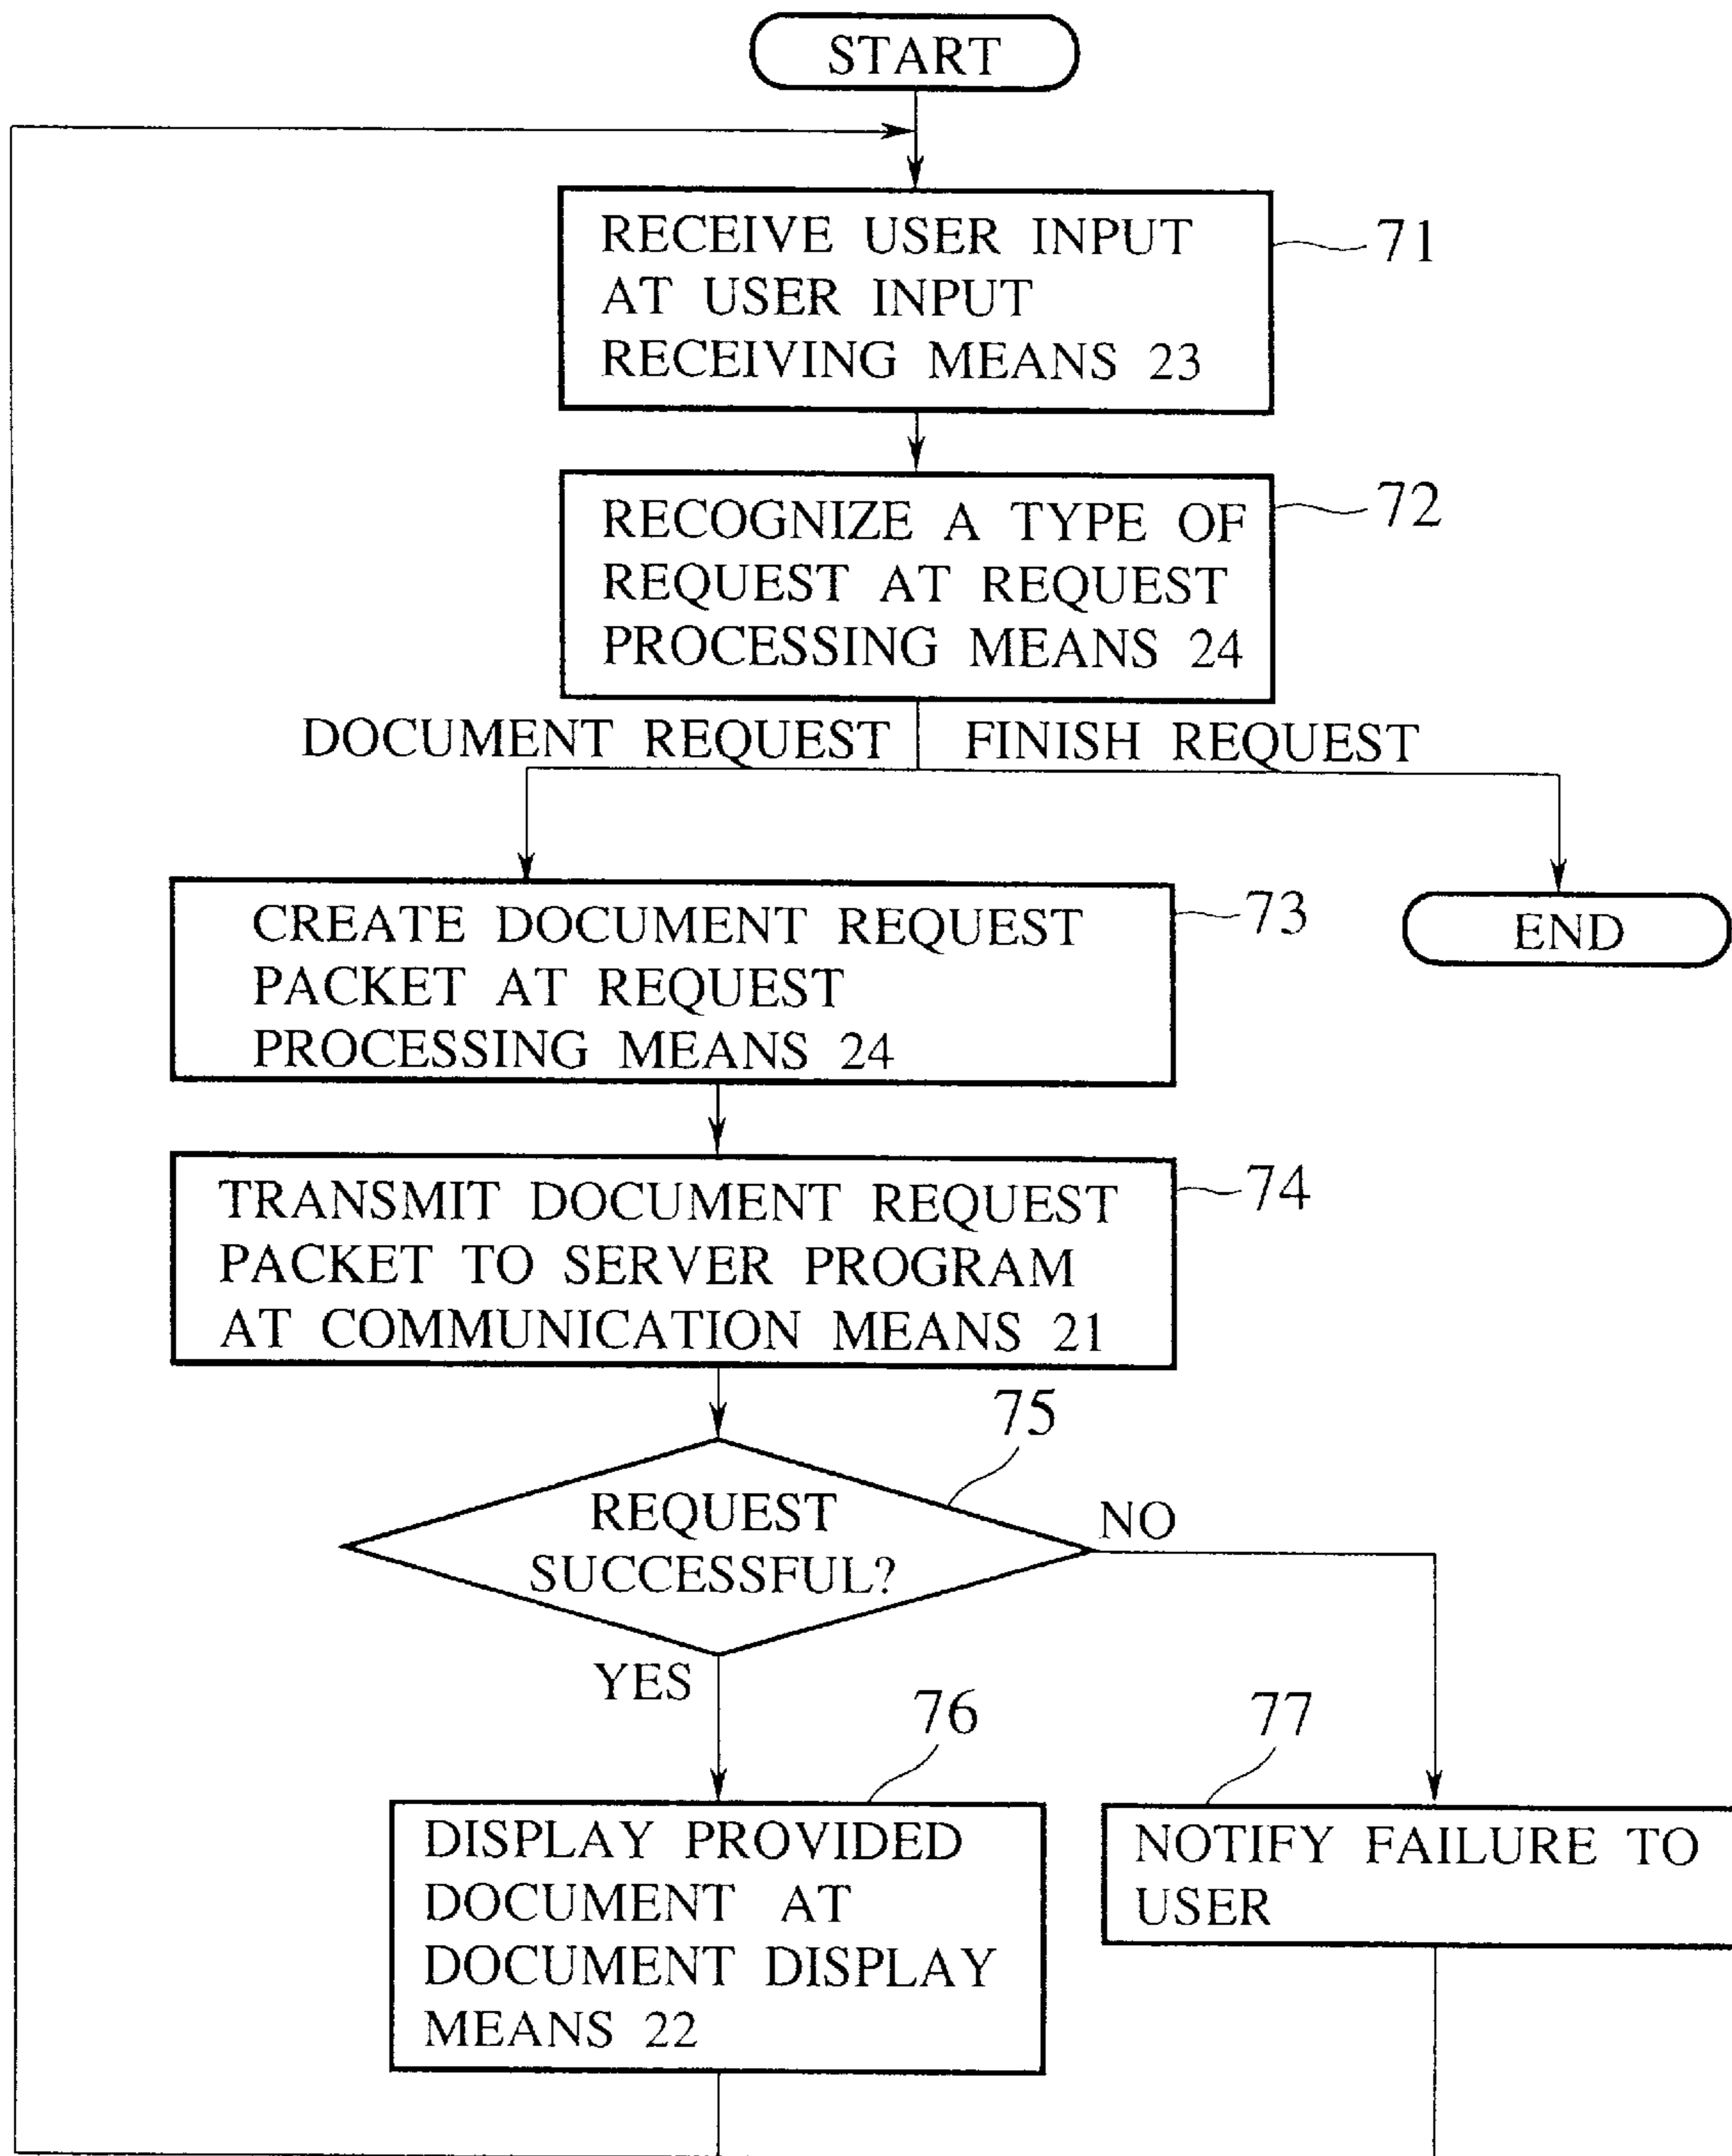 START
RECEIVE USER INPUT
AT USER INPUT
RECEIVING MEANS 23
71
RECOGNIZE A TYPE OF
REQUEST AT REQUEST
PROCESSING MEANS 24
72
DOCUMENT REQUEST
FINISH REQUEST
CREATE DOCUMENT REQUEST
PACKET AT REQUEST
PROCESSING MEANS 24
73
END
TRANSMIT DOCUMENT REQUEST
PACKET TO SERVER PROGRAM
AT COMMUNICATION MEANS 21
74
75
REQUEST
SUCCESSFUL?
NO
YES
76
77
DISPLAY PROVIDED
DOCUMENT AT
DOCUMENT DISPLAY
MEANS 22
NOTIFY FAILURE TO
USER